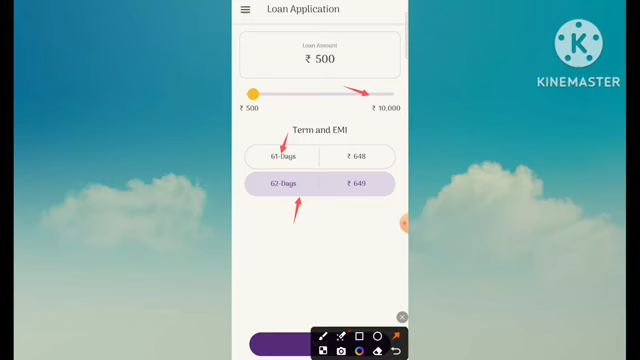 Loan Application
Loan Amount
₹ 500
₹ 500 ₹ 10,000
Term and EMI
61-Days ₹ 648
62-Days ₹ 649
K
KINEMASTER